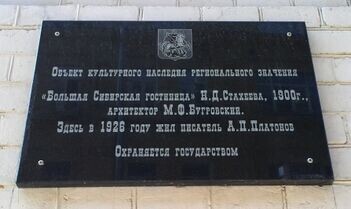 Объект культурного наследия регионального значения
«Большая Сибирская гостиница» Н.Д.Стахеева, 1900г.,
архитектор М.Ф.Бугровский.
Здесь в 1926 году жил писатель А.П.Платонов
Охраняется государством